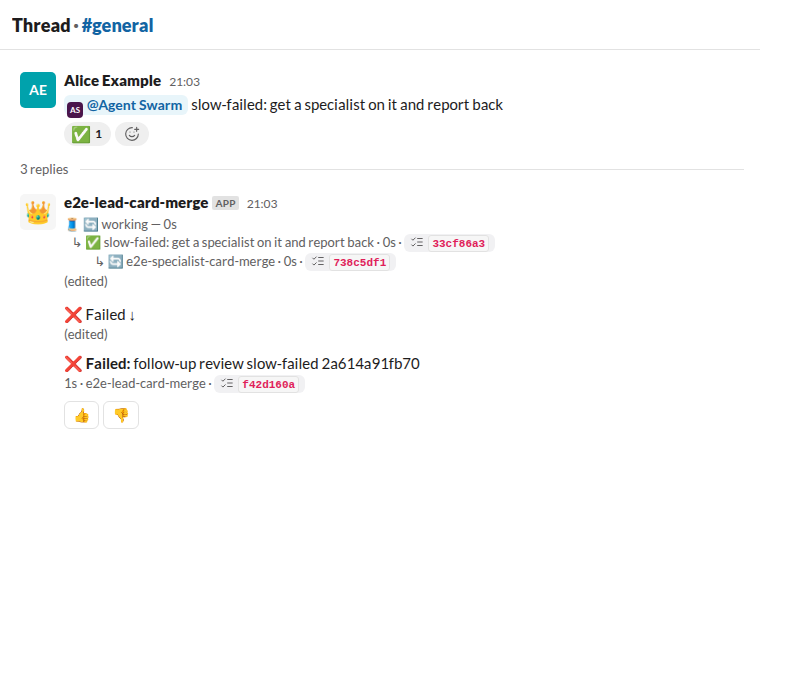 Thread · #general
AE
Alice Example 21:03
AS @Agent Swarm slow-failed: get a specialist on it and report back
✅ 1
3 replies
e2e-lead-card-merge APP 21:03
🧵 🔄 working — 0s
↳ ✅ slow-failed: get a specialist on it and report back · 0s · 33cf86a3
↳ 🔄 e2e-specialist-card-merge · 0s · 738c5df1
(edited)
❌ Failed ↓
(edited)
❌ Failed: follow-up review slow-failed 2a614a91fb70
1s · e2e-lead-card-merge · f42d160a